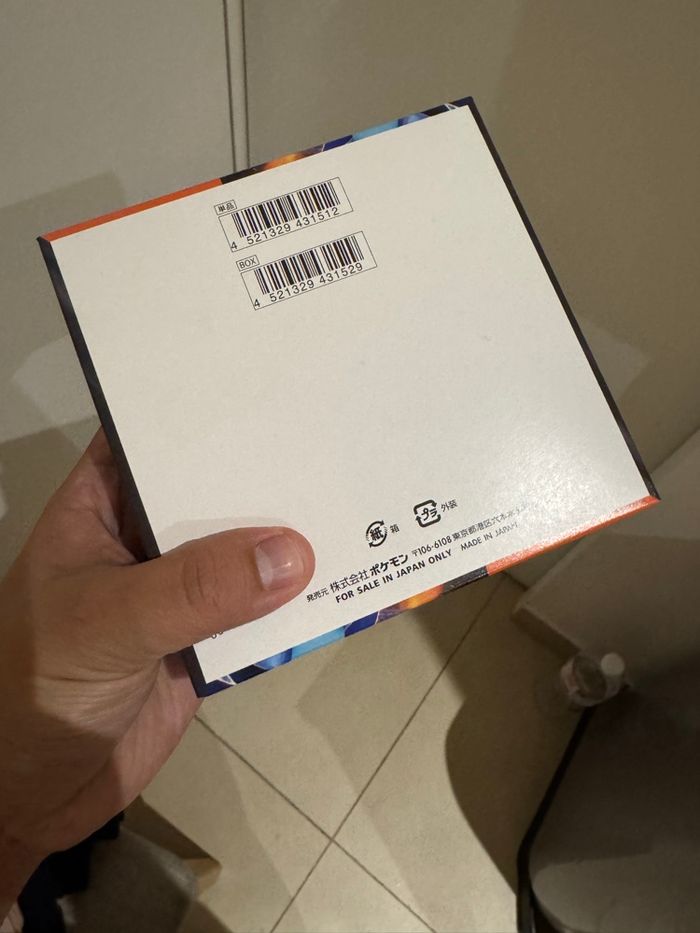 単品
4 521329 431512
BOX
4 521329 431529
紙 箱 プラ 外装
発売元 株式会社ポケモン 〒106-6108 東京都港区六本木
FOR SALE IN JAPAN ONLY MADE IN JAPAN